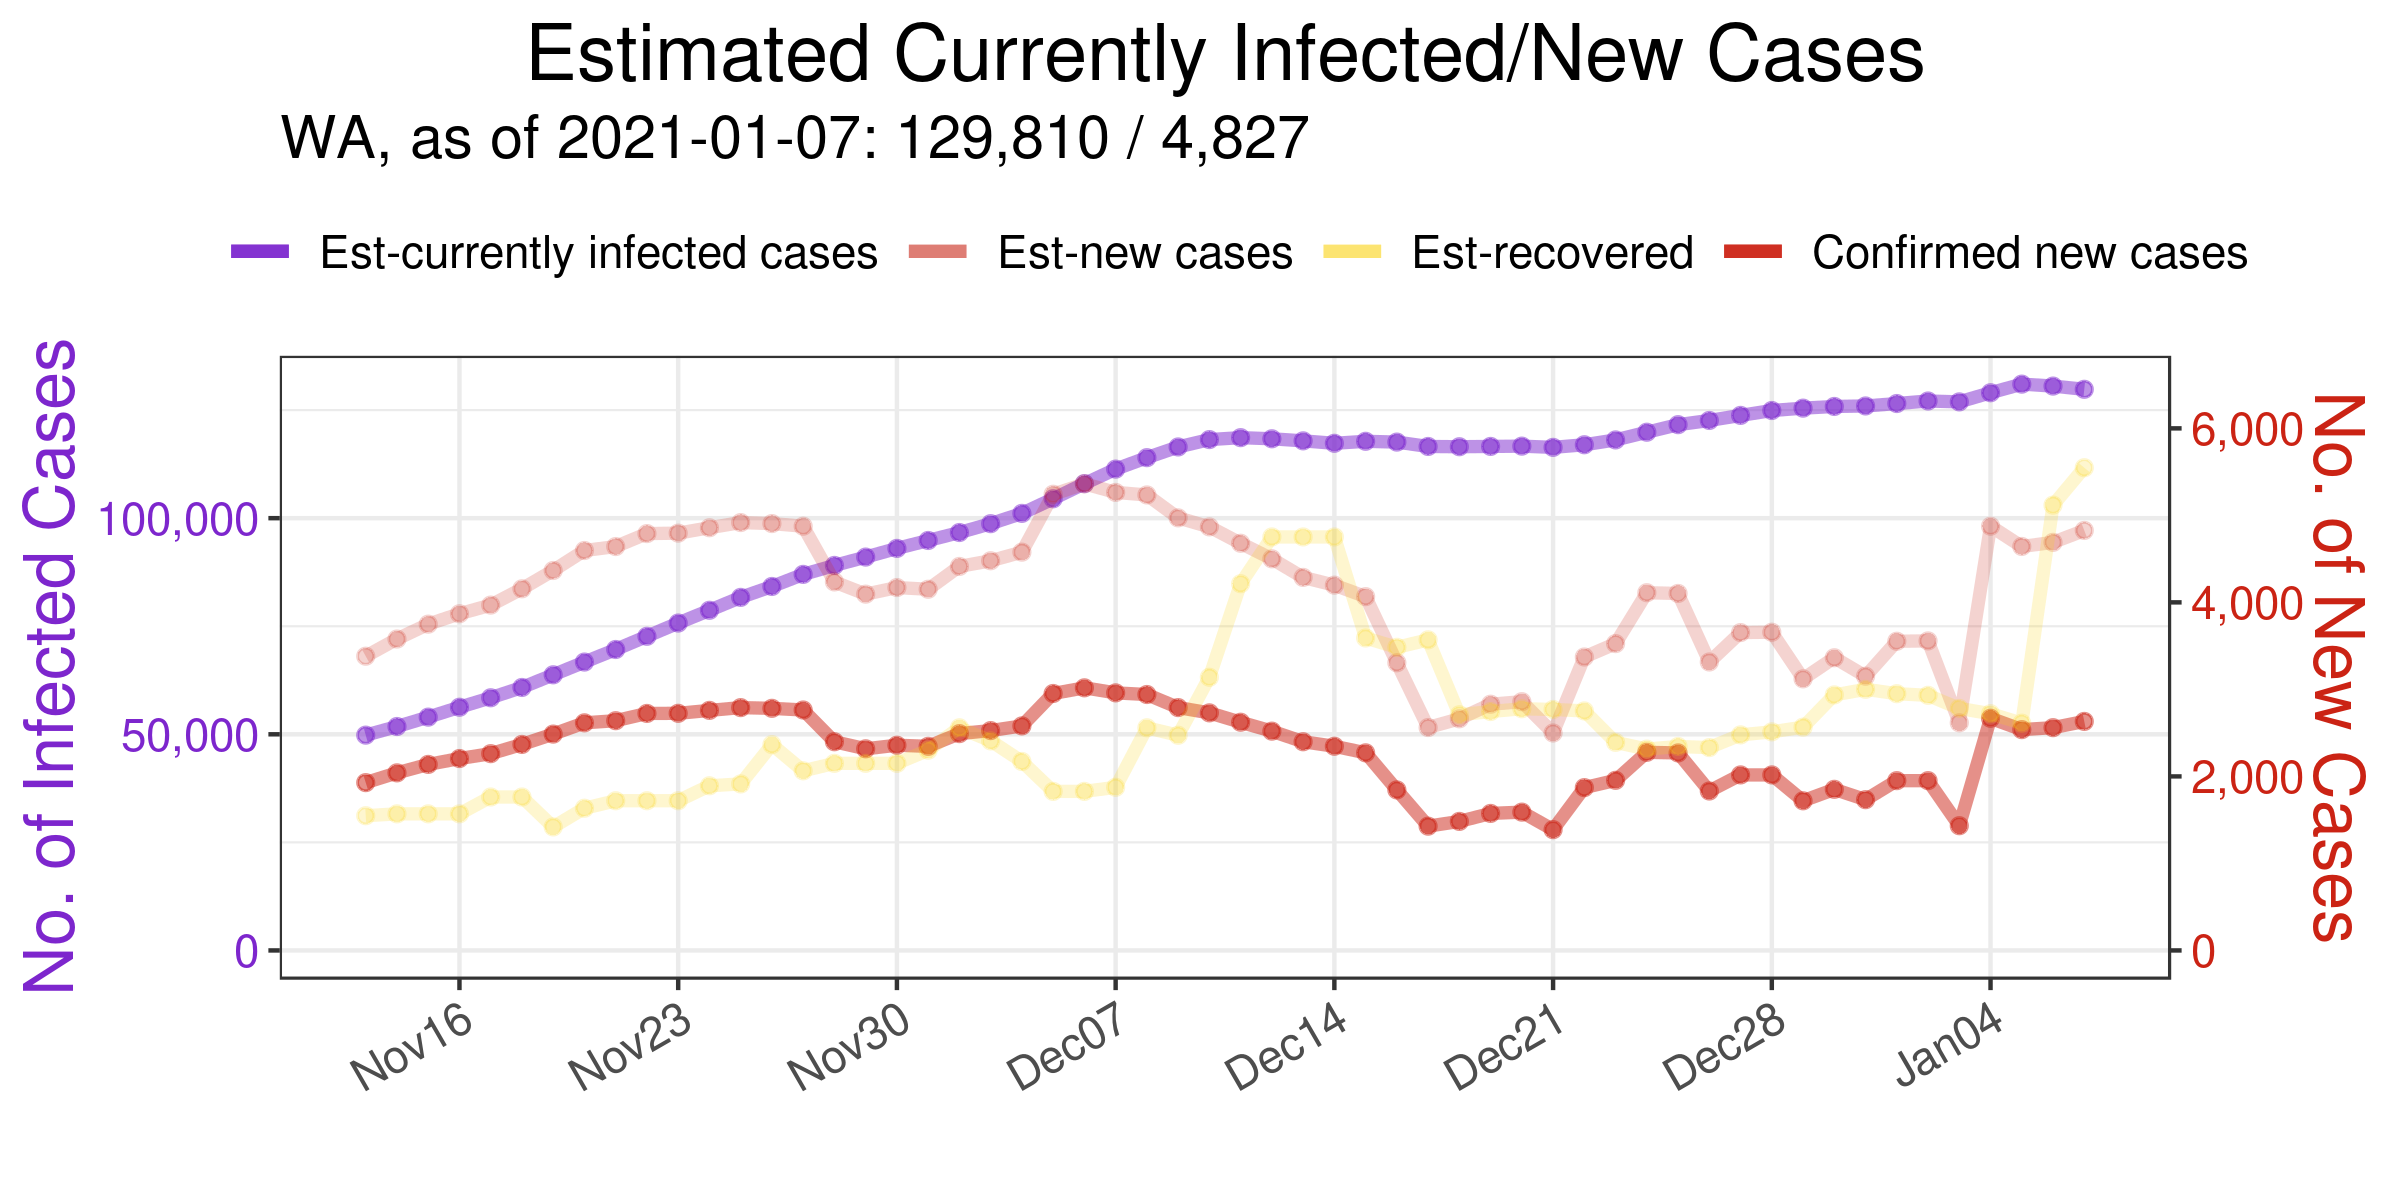 Estimated Currently Infected/New Cases
WA, as of 2021-01-07: 129,810 / 4,827
Est-currently infected cases Est-new cases Est-recovered Confirmed new cases
No. of Infected Cases
100,000
50,000
0
6,000
4,000
2,000
0
No. of New Cases
Nov16 Nov23 Nov30 Dec07 Dec14 Dec21 Dec28 Jan04